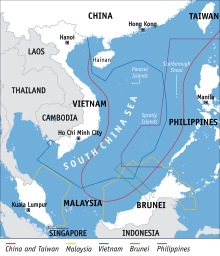 CHINA
TAIWAN
Hong Kong
Hanoi
LAOS
Hainan
Paracel
Islands
Scarborough
Shoal
THAILAND
Manila
VIETNAM
CAMBODIA
Spratly
Islands
PHILIPPINES
Ho Chi Minh City
SOUTH CHINA SEA
Kuala Lumpur
MALAYSIA
BRUNEI
SINGAPORE
INDONESIA
China and Taiwan Malaysia Vietnam Brunei Philippines